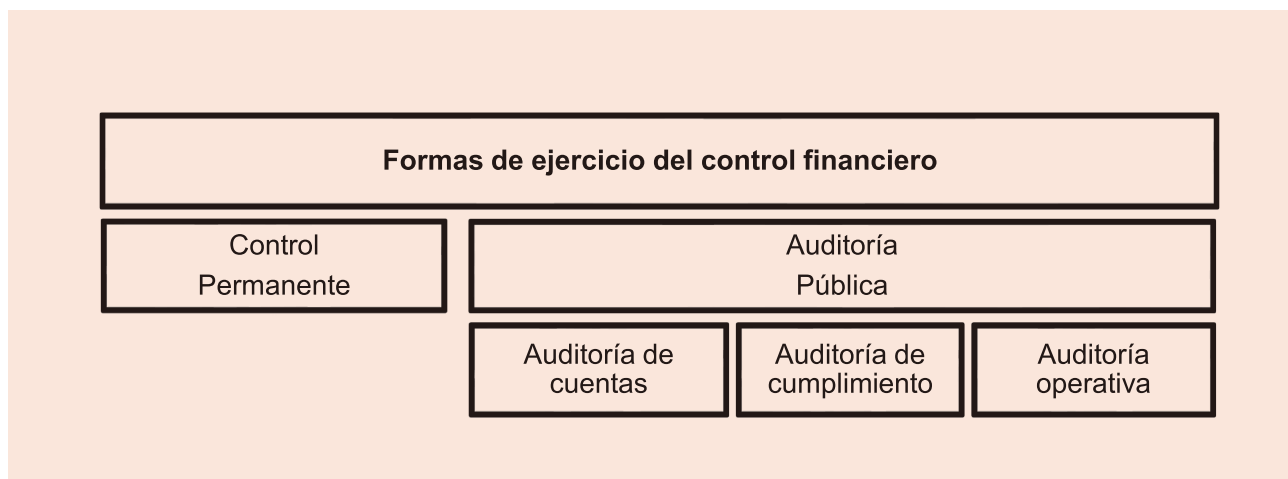 Formas de ejercicio del control financiero
Control
Permanente
Auditoría
Pública
Auditoría de
cuentas
Auditoría de
cumplimiento
Auditoría
operativa